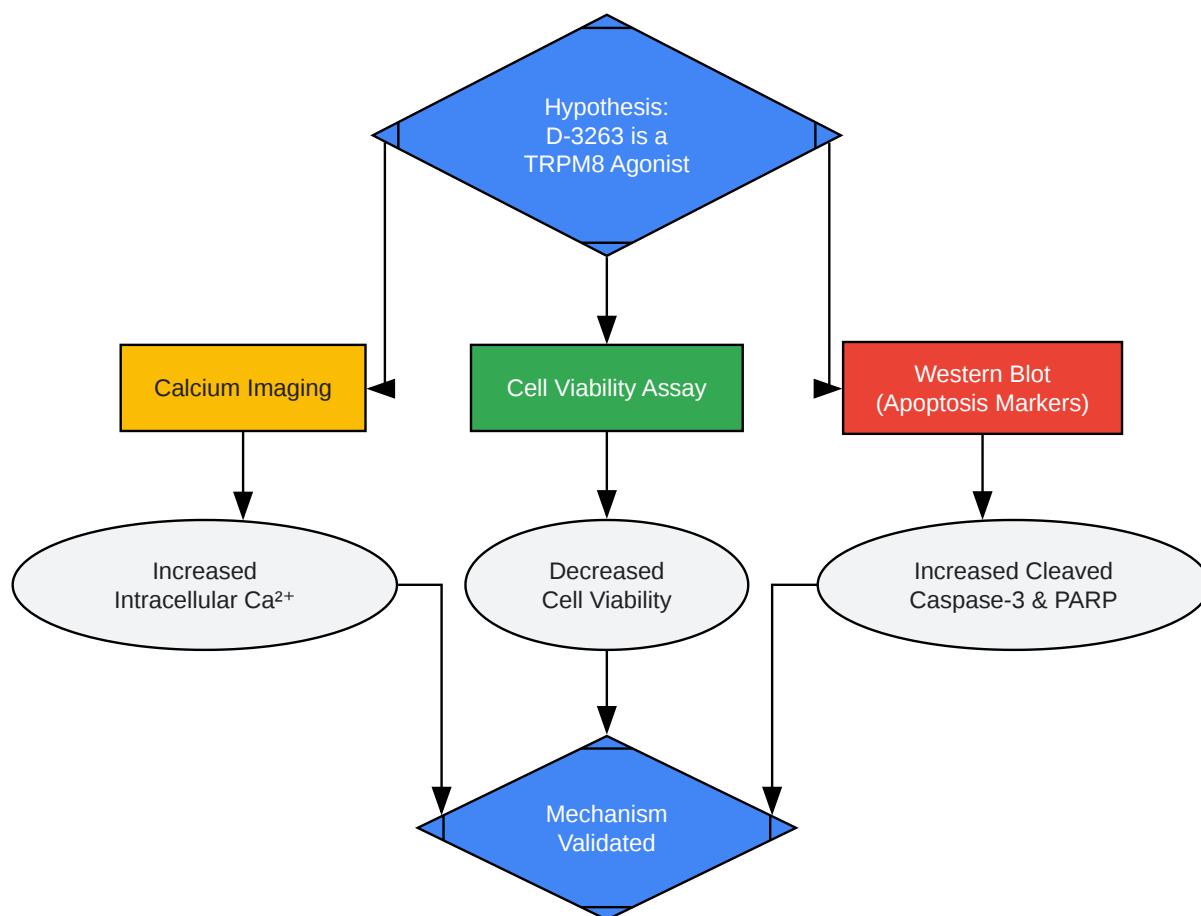 Hypothesis:
D-3263 is a
TRPM8 Agonist
Calcium Imaging
Cell Viability Assay
Western Blot
(Apoptosis Markers)
Increased
Intracellular Ca²⁺
Decreased
Cell Viability
Increased Cleaved
Caspase-3 & PARP
Mechanism
Validated